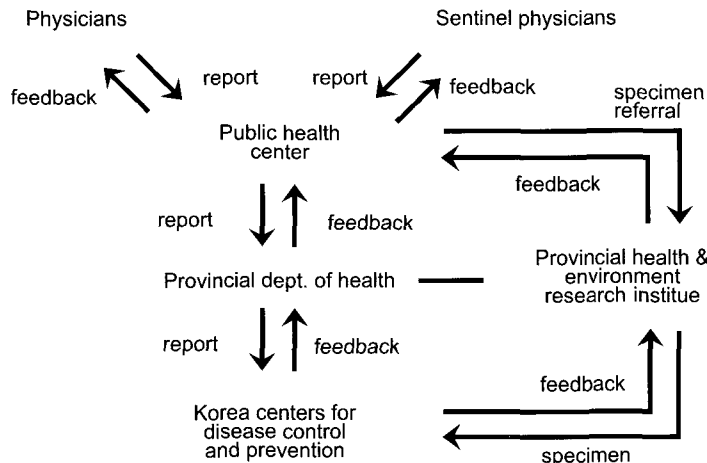 Physicians
Sentinel physicians
report
report
feedback
feedback
specimen
referral
Public health
center
feedback
report
feedback
Provincial dept. of health
Provincial health &
environment
research institue
report
feedback
feedback
Korea centers for
disease control
and prevention
specimen